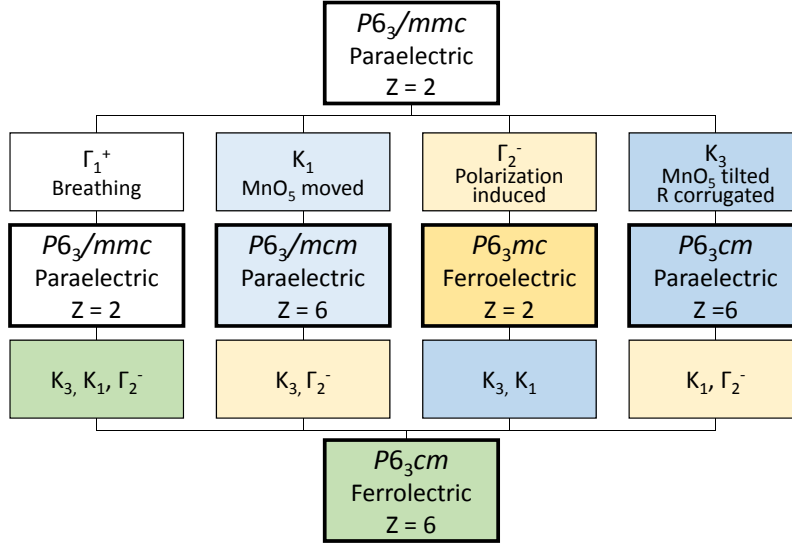 P6₃/mmc
Paraelectric
Z = 2
Γ₁⁺
Breathing
K₁
MnO₅ moved
Γ₂⁻
Polarization
induced
K₃
MnO₅ tilted
R corrugated
P6₃/mmc
Paraelectric
Z = 2
P6₃/mcm
Paraelectric
Z = 6
P6₃mc
Ferroelectric
Z = 2
P6₃cm
Paraelectric
Z =6
K₃, K₁, Γ₂⁻
K₃, Γ₂⁻
K₃, K₁
K₁, Γ₂⁻
P6₃cm
Ferrolectric
Z = 6